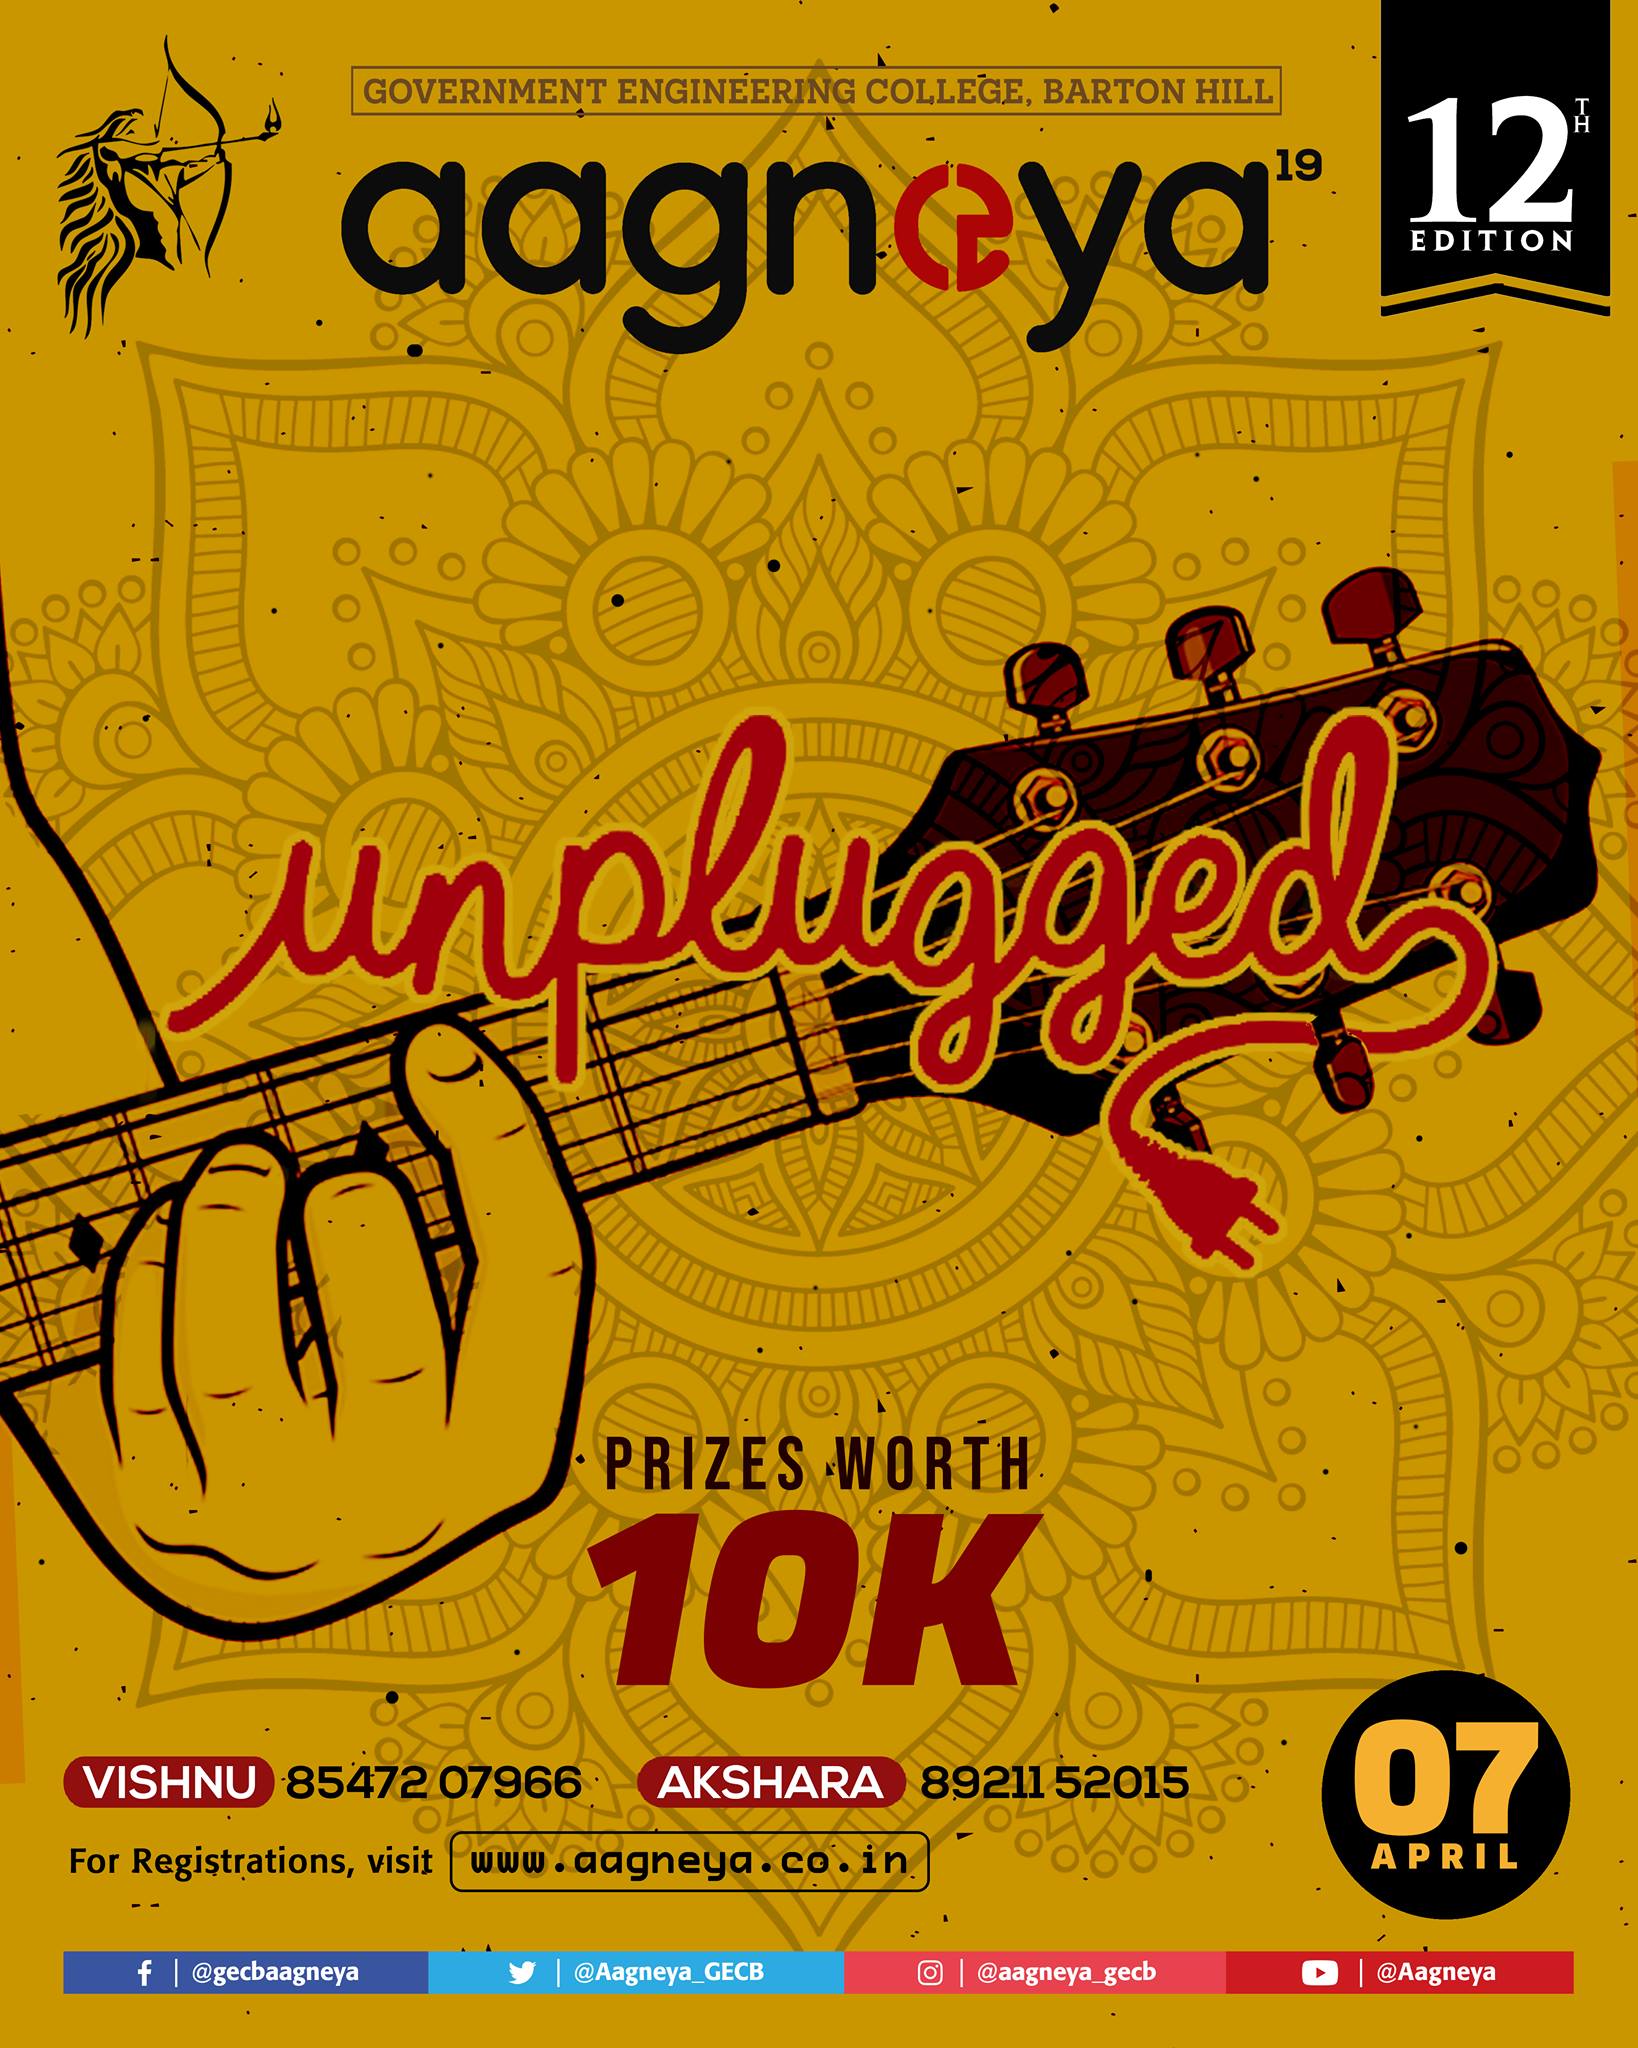 GOVERNMENT ENGINEERING COLLEGE, BARTON HILL
aagneya19
12TH
EDITION
unplugged
PRIZES WORTH
10K
VISHNU 85472 07966 AKSHARA 89211 52015
For Registrations, visit www.aagneya.co.in
07
APRIL
@gecbaagneya @Aagneya_GECB @aagneya_gecb @Aagneya